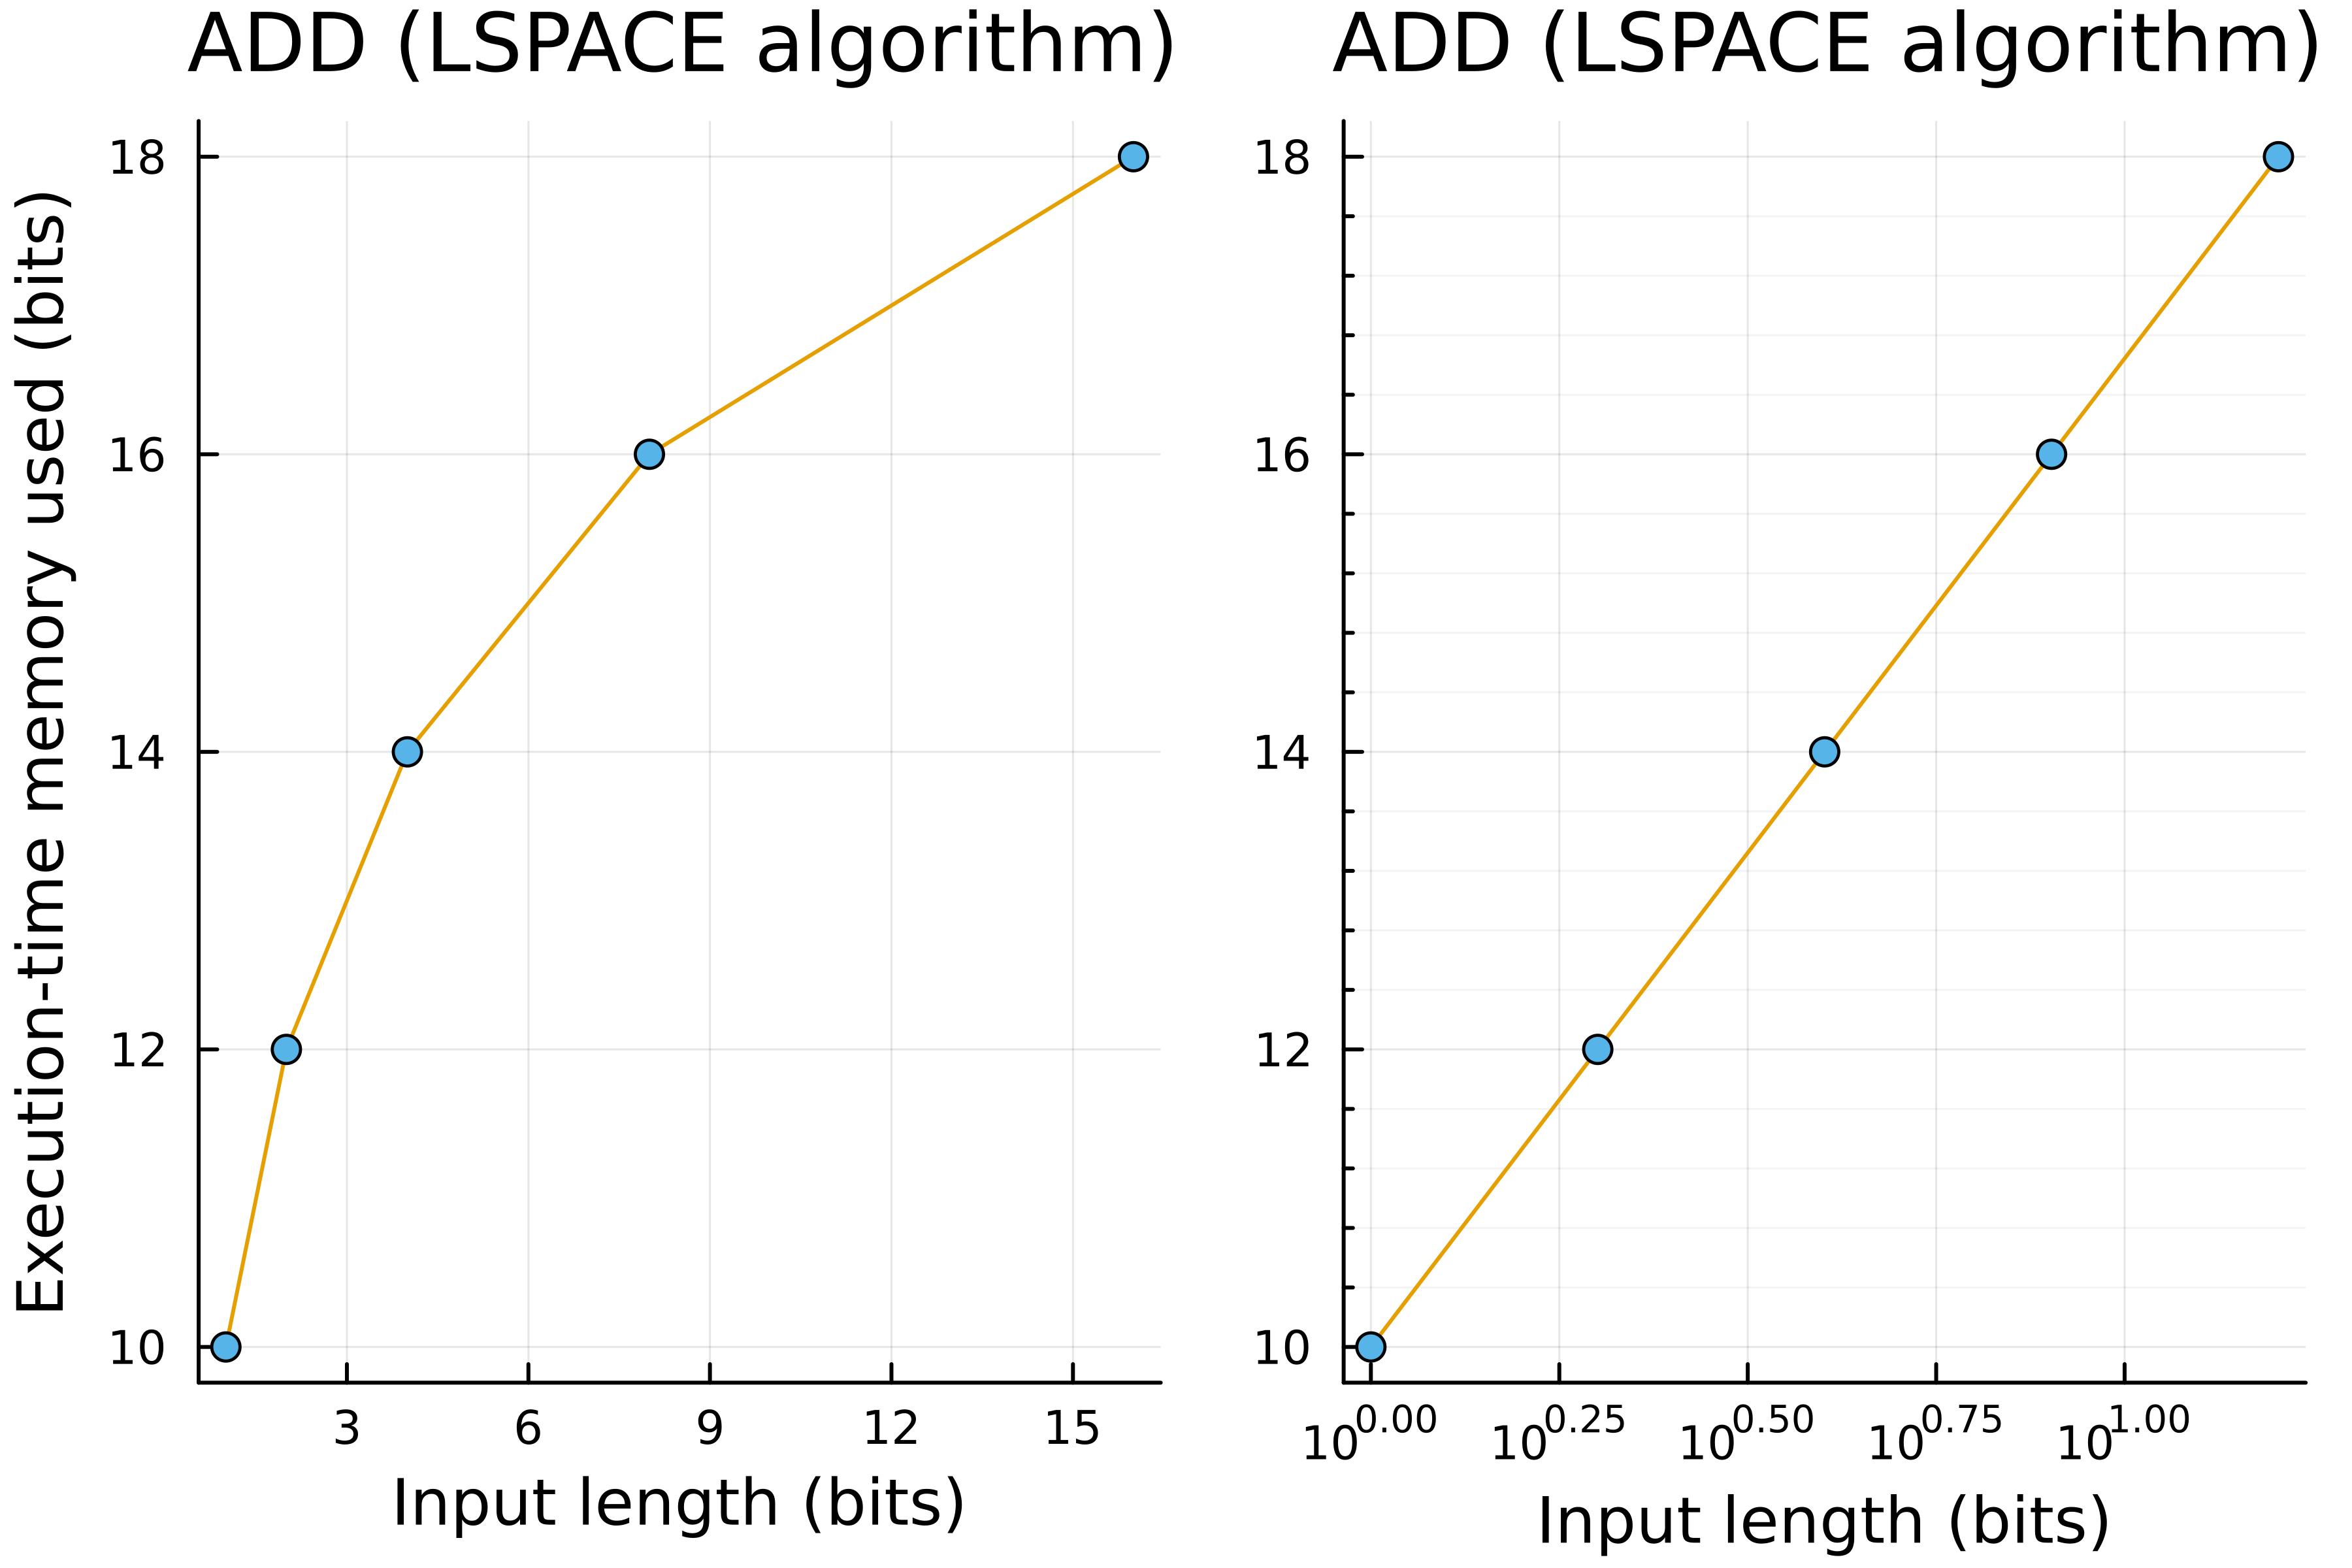 ADD (LSPACE algorithm)
Execution-time memory used (bits)
18
16
14
12
10
3 6 9 12 15
Input length (bits)
ADD (LSPACE algorithm)
18
16
14
12
10
10^0.00 10^0.25 10^0.50 10^0.75 10^1.00
Input length (bits)